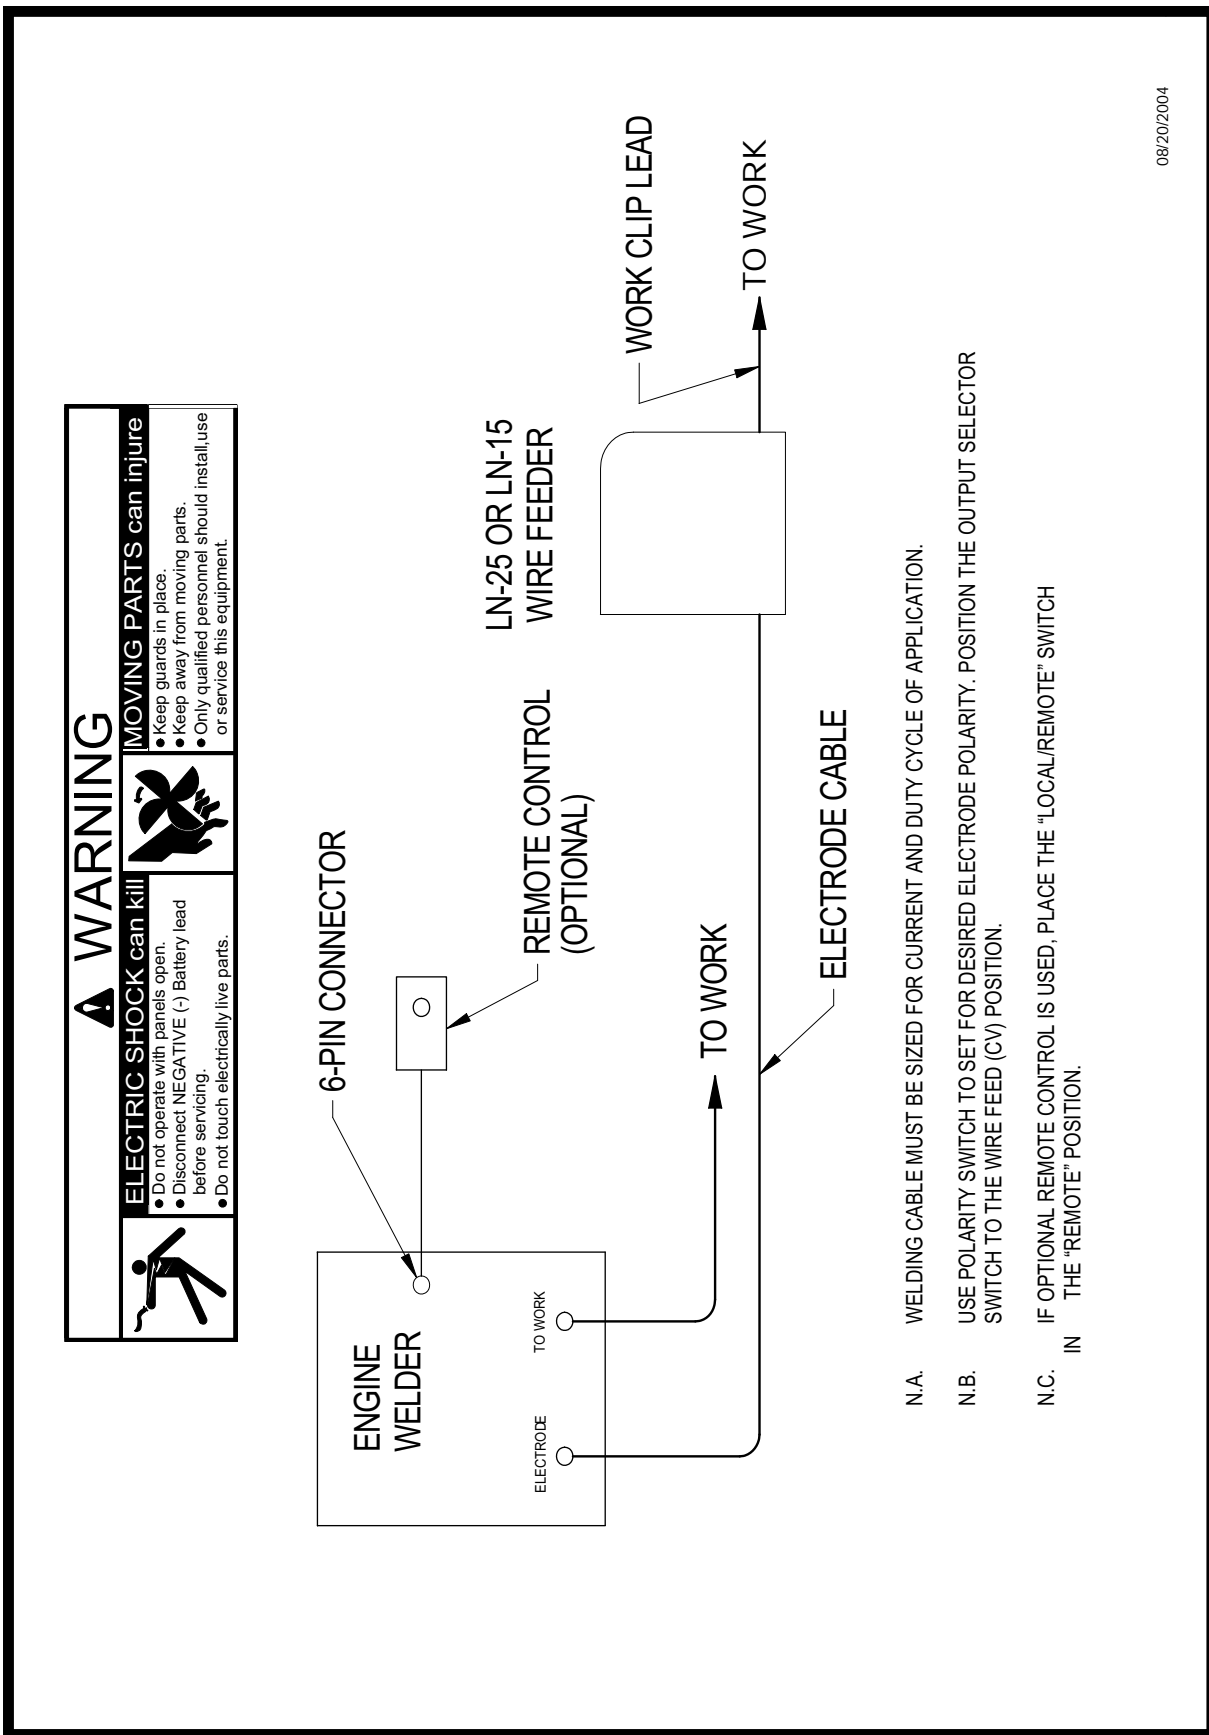 WARNING
ELECTRIC SHOCK can kill
● Do not operate with panels open.
● Disconnect NEGATIVE (-) Battery lead
before servicing.
● Do not touch electrically live parts.
MOVING PARTS can injure
● Keep guards in place.
● Keep away from moving parts.
● Only qualified personnel should install,use
or service this equipment.
6-PIN CONNECTOR
REMOTE CONTROL
(OPTIONAL)
LN-25 OR LN-15
WIRE FEEDER
WORK CLIP LEAD
TO WORK
ENGINE
WELDER
ELECTRODE
TO WORK
TO WORK
ELECTRODE CABLE
N.A. WELDING CABLE MUST BE SIZED FOR CURRENT AND DUTY CYCLE OF APPLICATION.
N.B. USE POLARITY SWITCH TO SET FOR DESIRED ELECTRODE POLARITY. POSITION THE OUTPUT SELECTOR
SWITCH TO THE WIRE FEED (CV) POSITION.
N.C. IF OPTIONAL REMOTE CONTROL IS USED, PLACE THE “LOCAL/REMOTE” SWITCH
IN THE “REMOTE” POSITION.
08/20/2004